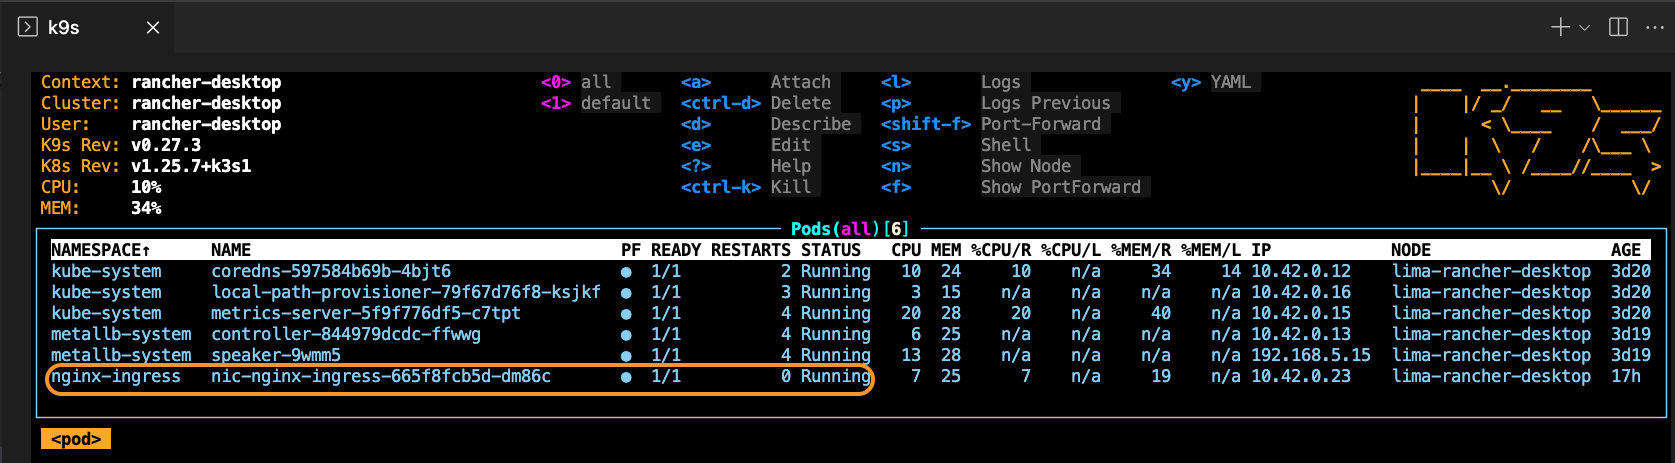 k9s
Context: rancher-desktop <0> all <a> Attach <l> Logs <y> YAML
Cluster: rancher-desktop <1> default <ctrl-d> Delete <p> Logs Previous
User: rancher-desktop <d> Describe <shift-f> Port-Forward
K9s Rev: v0.27.3 <e> Edit <s> Shell
K8s Rev: v1.25.7+k3s1 <?> Help <n> Show Node
CPU: 10% <ctrl-k> Kill <f> Show PortForward
MEM: 34%
Pods(all)[6]
NAMESPACE↑ NAME PF READY RESTARTS STATUS CPU MEM %CPU/R %CPU/L %MEM/R %MEM/L IP NODE AGE
kube-system coredns-597584b69b-4bjt6 ● 1/1 2 Running 10 24 10 n/a 34 14 10.42.0.12 lima-rancher-desktop 3d20
kube-system local-path-provisioner-79f67d76f8-ksjkf ● 1/1 3 Running 3 15 n/a n/a n/a n/a 10.42.0.16 lima-rancher-desktop 3d20
kube-system metrics-server-5f9f776df5-c7tpt ● 1/1 4 Running 20 28 20 n/a 40 n/a 10.42.0.15 lima-rancher-desktop 3d20
metallb-system controller-844979dcdc-ffwwg ● 1/1 4 Running 6 25 n/a n/a n/a n/a 10.42.0.13 lima-rancher-desktop 3d19
metallb-system speaker-9wmm5 ● 1/1 4 Running 13 28 n/a n/a n/a n/a 192.168.5.15 lima-rancher-desktop 3d19
nginx-ingress nic-nginx-ingress-665f8fcb5d-dm86c ● 1/1 0 Running 7 25 7 n/a 19 n/a 10.42.0.23 lima-rancher-desktop 17h
<pod>